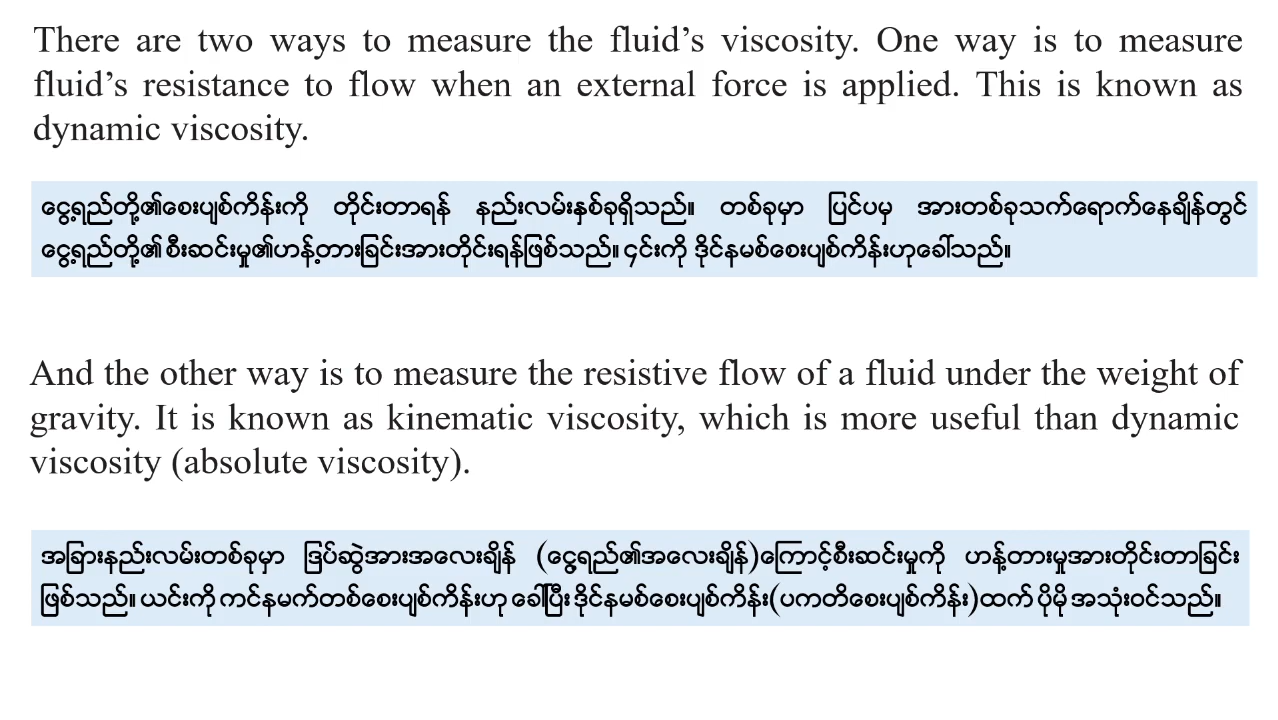 There are two ways to measure the fluid’s viscosity. One way is to measure
fluid’s resistance to flow when an external force is applied. This is known as
dynamic viscosity.
ငွေ့ရည်တို့၏စေးပျစ်ကိန်းကို တိုင်းတာရန် နည်းလမ်းနှစ်ခုရှိသည်။ တစ်ခုမှာ ပြင်ပမှ အားတစ်ခုသက်ရောက်နေချိန်တွင်
ငွေ့ရည်တို့၏ စီးဆင်းမှု၏ဟန့်တားခြင်းအားတိုင်းရန်ဖြစ်သည်။ ၄င်းကို ဒိုင်နမစ်စေးပျစ်ကိန်းဟုခေါ်သည်။
And the other way is to measure the resistive flow of a fluid under the weight of
gravity. It is known as kinematic viscosity, which is more useful than dynamic
viscosity (absolute viscosity).
အခြားနည်းလမ်းတစ်ခုမှာ ဒြပ်ဆွဲအားအလေးချိန် (ငွေ့ရည်၏အလေးချိန်)ကြောင့်စီးဆင်းမှုကို ဟန့်တားမှုအားတိုင်းတာခြင်း
ဖြစ်သည်။ ယင်းကို ကင်နမက်တစ်စေးပျစ်ကိန်းဟု ခေါ်ပြီး ဒိုင်နမစ်စေးပျစ်ကိန်း(ပကတိစေးပျစ်ကိန်း)ထက် ပိုမို အသုံးဝင်သည်။